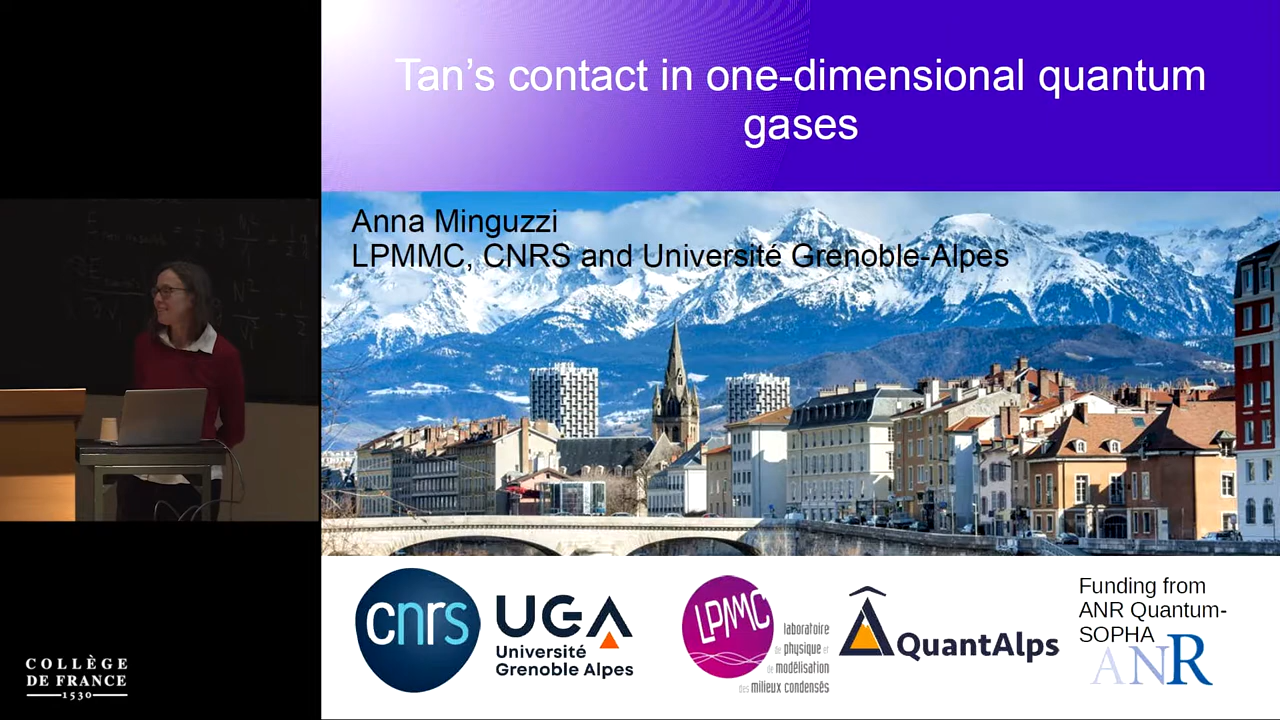 Tan’s contact in one-dimensional quantum
gases
Anna Minguzzi
LPMMC, CNRS and Université Grenoble-Alpes
cnrs
UGA
Université
Grenoble Alpes
LPMMC
laboratoire
de physique et
de modélisation
des milieux condensés
QuantAlps
Funding from
ANR Quantum-
SOPHA
ANR
COLLÈGE
DE FRANCE
1530